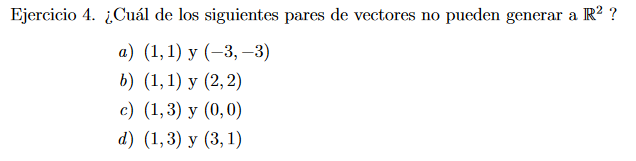 Ejercicio 4. ¿Cuál de los siguientes pares de vectores no pueden generar a ℝ² ?
a) (1, 1) y (−3, −3)
b) (1, 1) y (2, 2)
c) (1, 3) y (0, 0)
d) (1, 3) y (3, 1)